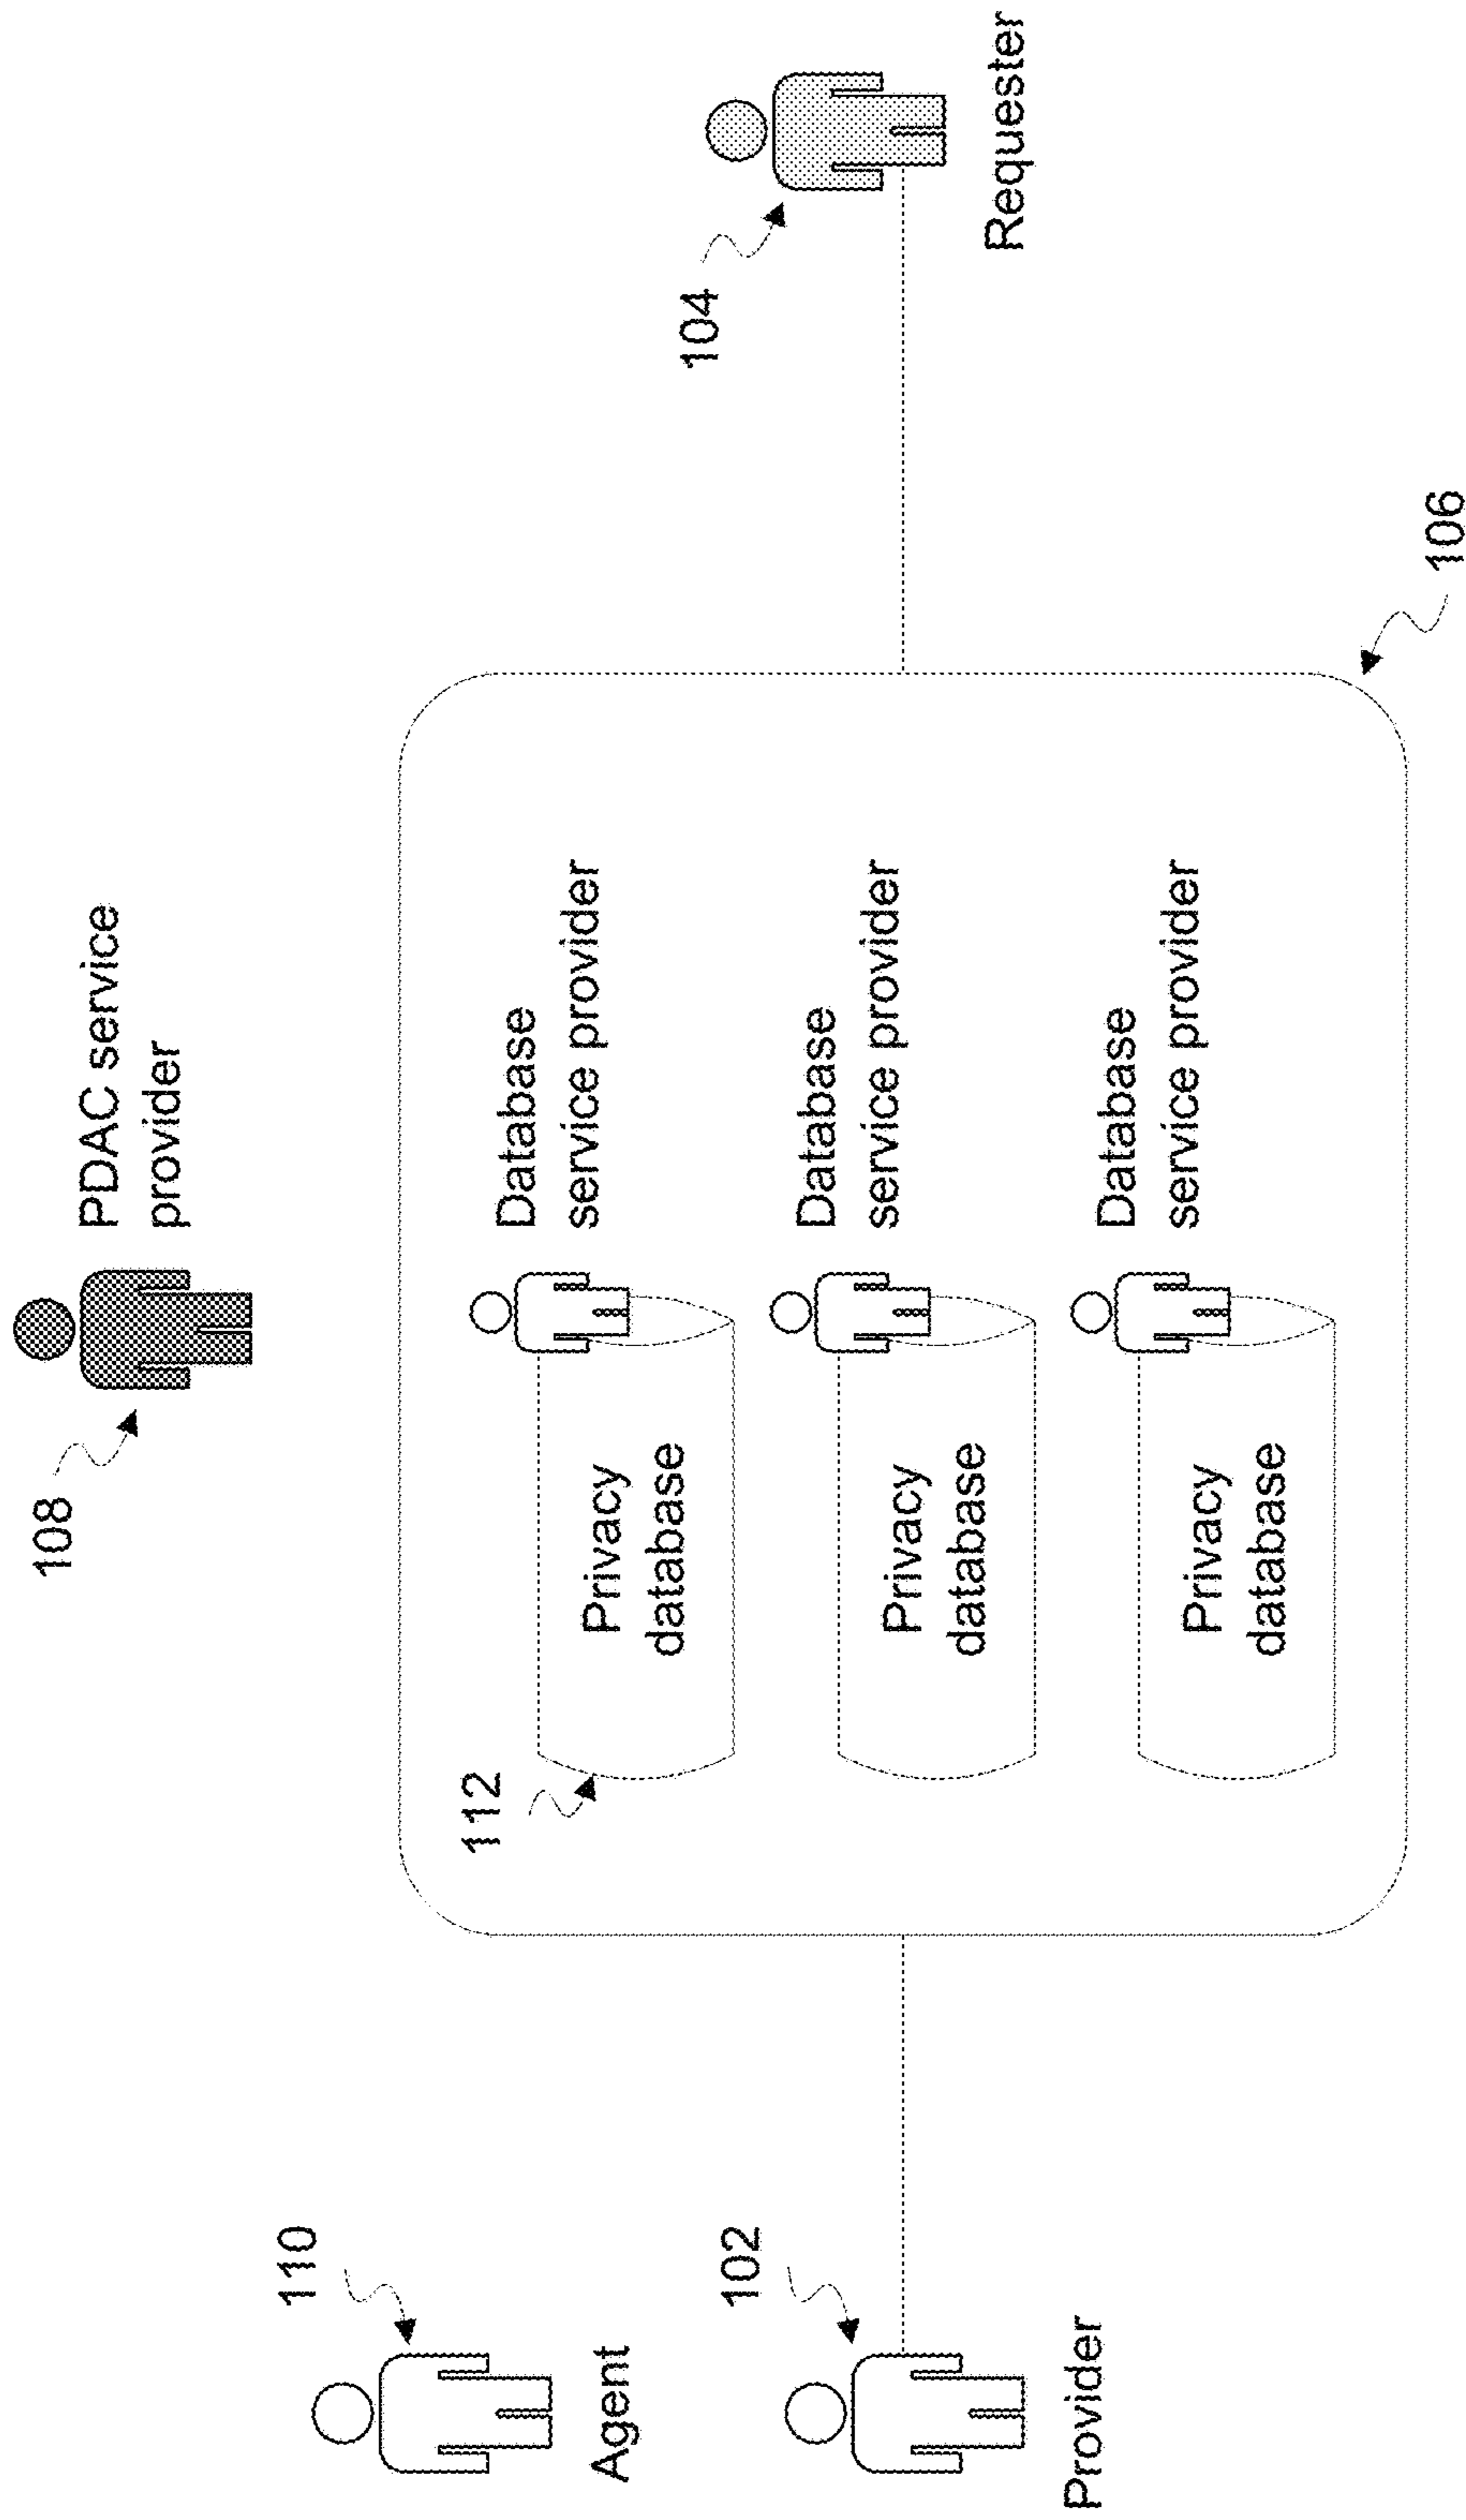 108
PDAC service
provider
110
Agent
112
Privacy
database
Database
service provider
104
Requester
102
Provider
Privacy
database
Database
service provider
Privacy
database
Database
service provider
106